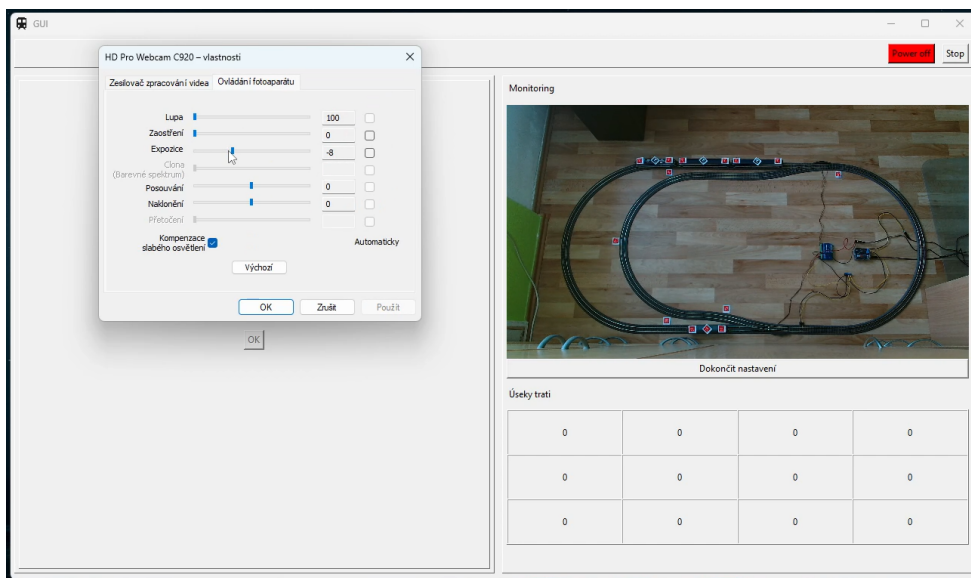 GUI
Power off Stop
HD Pro Webcam C920 – vlastnosti
Zesilovač zpracování videa Ovládání fotoaparátu
Lupa 100
Zaostření 0
Expozice -8
Clona
(Barevné spektrum)
Posouvání 0
Naklonění 0
Přetočení
Kompenzace
slabého osvětlení
Automaticky
Výchozí
OK Zrušit Použít
OK
Monitoring
Dokončit nastavení
Úseky trati
0 0 0 0
0 0 0 0
0 0 0 0